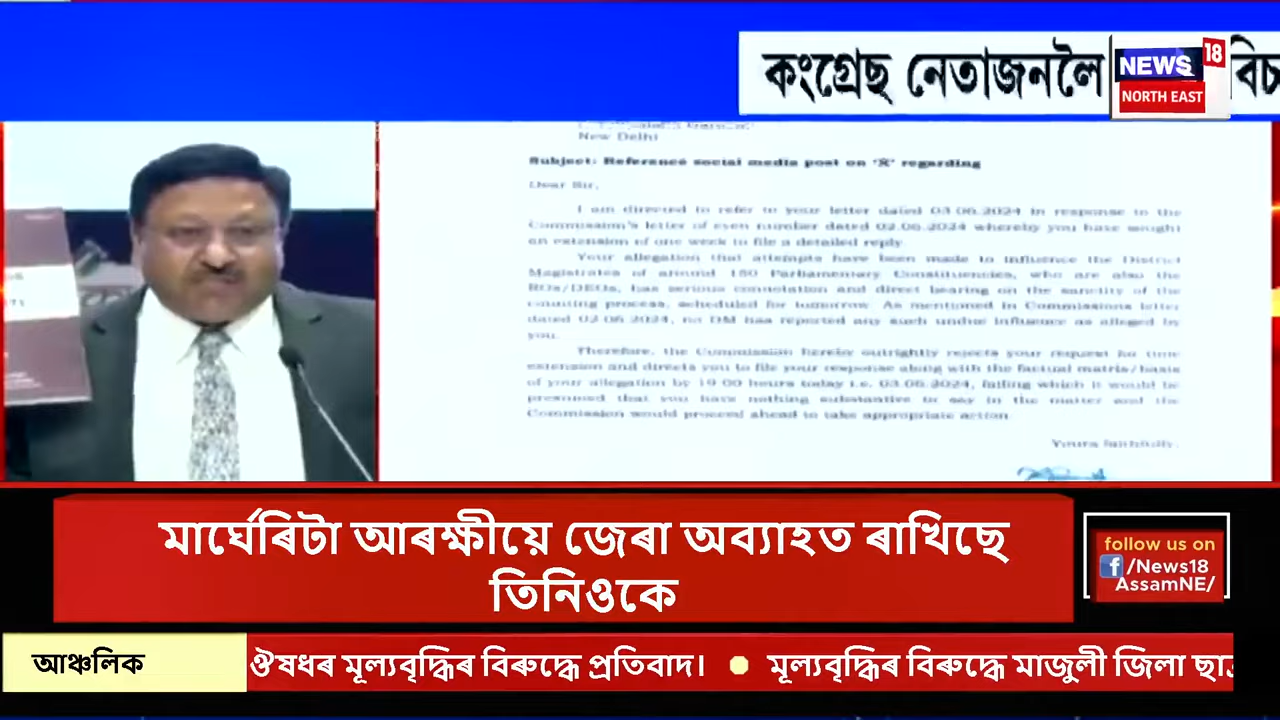 কংগ্ৰেছ নেতাজনলৈ
NEWS 18
NORTH EAST
New Delhi
Subject: Reference social media post on 'X' regarding
Dear Sir,
I am directed to refer to your letter dated 03.06.2024 in response to the
Commission's letter of even number dated 02.06.2024 whereby you have sought
an extension of one week to file a detailed reply.
Your allegation that attempts have been made to influence the District
Magistrates of around 150 Parliamentary Constituencies, who are also the
ROs/DEOs, has serious connotation and direct bearing on the sanctity of the
counting process, scheduled for tomorrow. As mentioned in Commissions letter
dated 02.06.2024, no DM has reported any such undue influence as alleged by
you.
Therefore, the Commission hereby outrightly rejects your request for time
extension and directs you to file your response along with the factual matrix/basis
of your allegation by 19:00 hours today i.e. 03.06.2024, failing which it would be
presumed that you have nothing substantive to say in the matter and the
Commission would proceed ahead to take appropriate action.
Yours faithfully,
মাৰ্ঘেৰিটা আৰক্ষীয়ে জেৰা অব্যাহত ৰাখিছে
তিনিওকে
follow us on
/News18
AssamNE/
আঞ্চলিক
ঔষধৰ মূল্যবৃদ্ধিৰ বিৰুদ্ধে প্ৰতিবাদ। মূল্যবৃদ্ধিৰ বিৰুদ্ধে মাজুলী জিলা